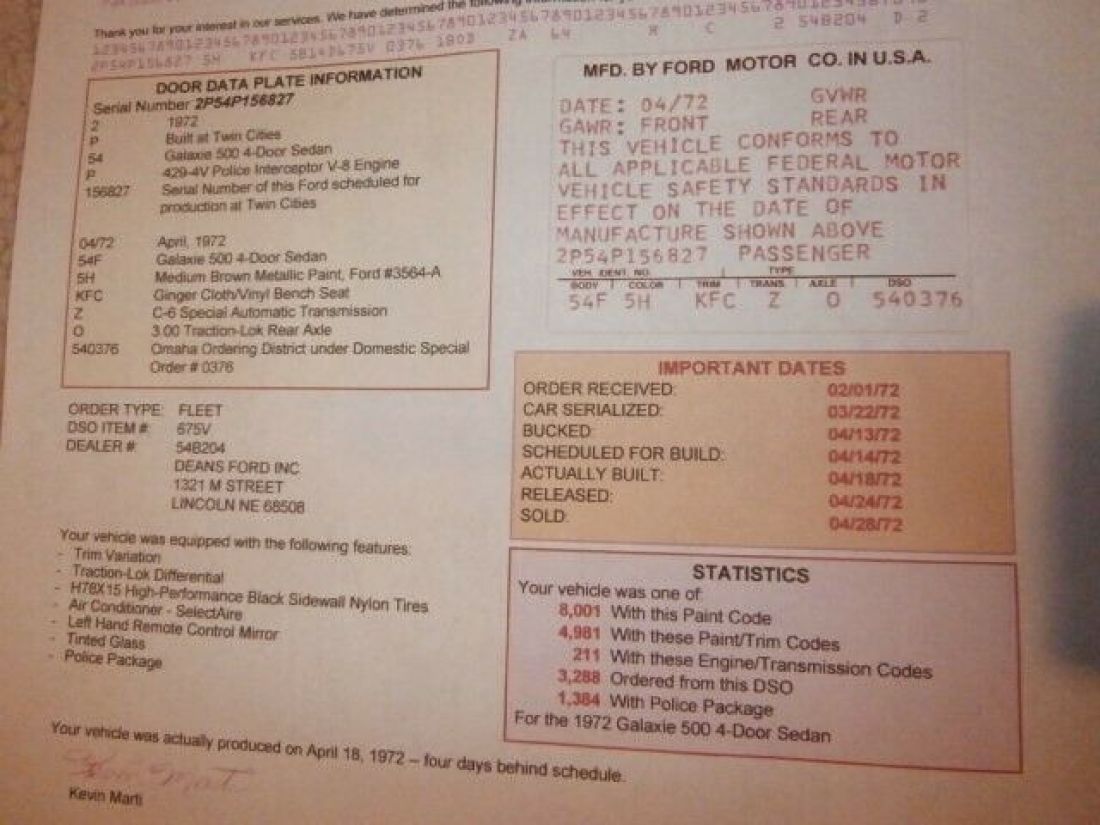 Thank you for your interest in our services. We have determined the following
1234567890123456789012345678901234567890123456789012345678901234567890
2P54P156827 5H KFC 5B14D675V 0376 180D ZA 64 M C 2 54B204 D 2
DOOR DATA PLATE INFORMATION
Serial Number 2P54P156827
2 1972
P Built at Twin Cities
54 Galaxie 500 4-Door Sedan
P 429-4V Police Interceptor V-8 Engine
156827 Serial Number of this Ford scheduled for
production at Twin Cities
04/72 April, 1972
54F Galaxie 500 4-Door Sedan
5H Medium Brown Metallic Paint, Ford #3564-A
KFC Ginger Cloth/Vinyl Bench Seat
Z C-6 Special Automatic Transmission
O 3.00 Traction-Lok Rear Axle
540376 Omaha Ordering District under Domestic Special
Order # 0376
MFD. BY FORD MOTOR CO. IN U.S.A.
DATE: 04/72 GVWR
GAWR: FRONT REAR
THIS VEHICLE CONFORMS TO
ALL APPLICABLE FEDERAL MOTOR
VEHICLE SAFETY STANDARDS IN
EFFECT ON THE DATE OF
MANUFACTURE SHOWN ABOVE
2P54P156827 PASSENGER
VEH. IDENT. NO. TYPE
BODY COLOR TRIM TRANS AXLE DSO
54F 5H KFC Z O 540376
ORDER TYPE: FLEET
DSO ITEM #: 675V
DEALER #: 54B204
DEANS FORD INC
1321 M STREET
LINCOLN NE 68508
IMPORTANT DATES
ORDER RECEIVED: 02/01/72
CAR SERIALIZED: 03/22/72
BUCKED: 04/13/72
SCHEDULED FOR BUILD: 04/14/72
ACTUALLY BUILT: 04/18/72
RELEASED: 04/24/72
SOLD: 04/28/72
Your vehicle was equipped with the following features:
- Trim Variation
- Traction-Lok Differential
- H78X15 High-Performance Black Sidewall Nylon Tires
- Air Conditioner - SelectAire
- Left Hand Remote Control Mirror
- Tinted Glass
- Police Package
STATISTICS
Your vehicle was one of:
8,001 With this Paint Code
4,981 With these Paint/Trim Codes
211 With these Engine/Transmission Codes
3,288 Ordered from this DSO
1,384 With Police Package
For the 1972 Galaxie 500 4-Door Sedan
Your vehicle was actually produced on April 18, 1972 – four days behind schedule.
Kevin Marti
Kevin Marti